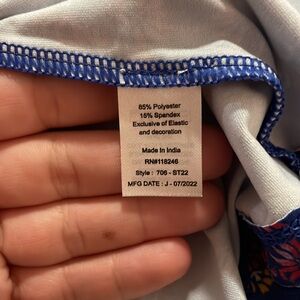 85% Polyester
15% Spandex
Exclusive of Elastic
and decoration
Made In India
RN#118246
Style : 706 - ST22
MFG DATE : J - 07/2022